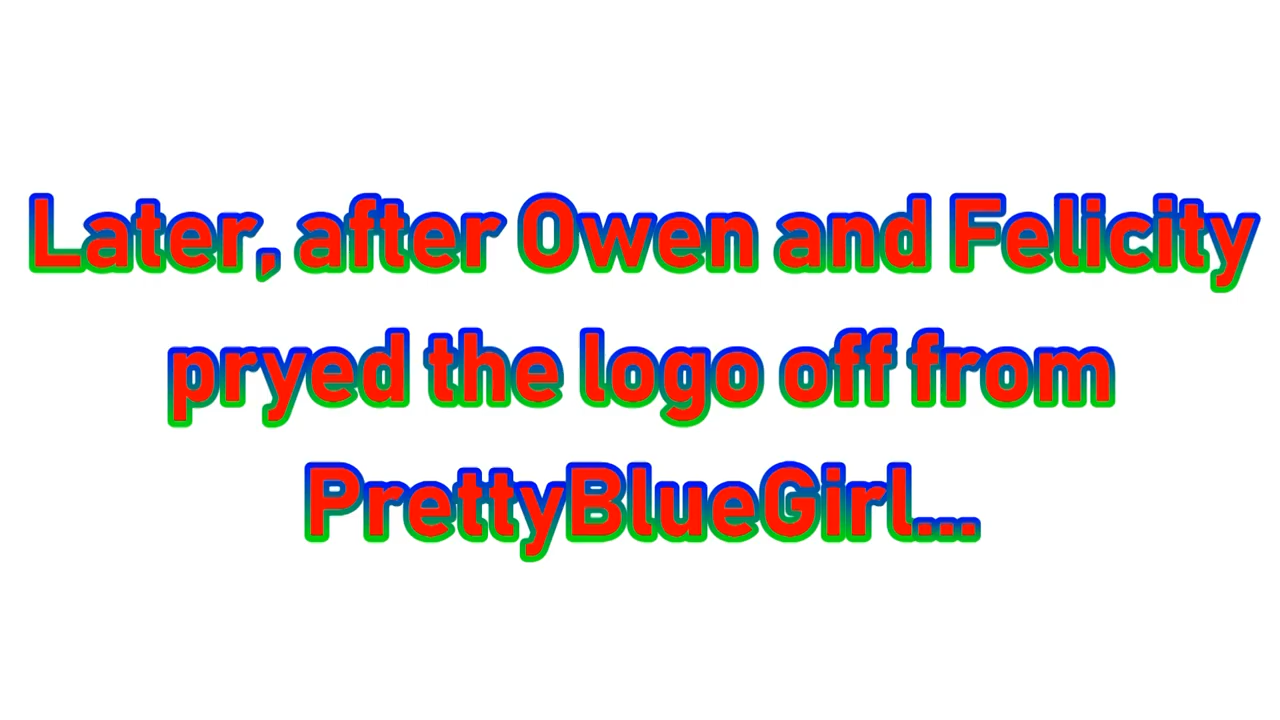 Later, after Owen and Felicity
pryed the logo off from
PrettyBlueGirl...